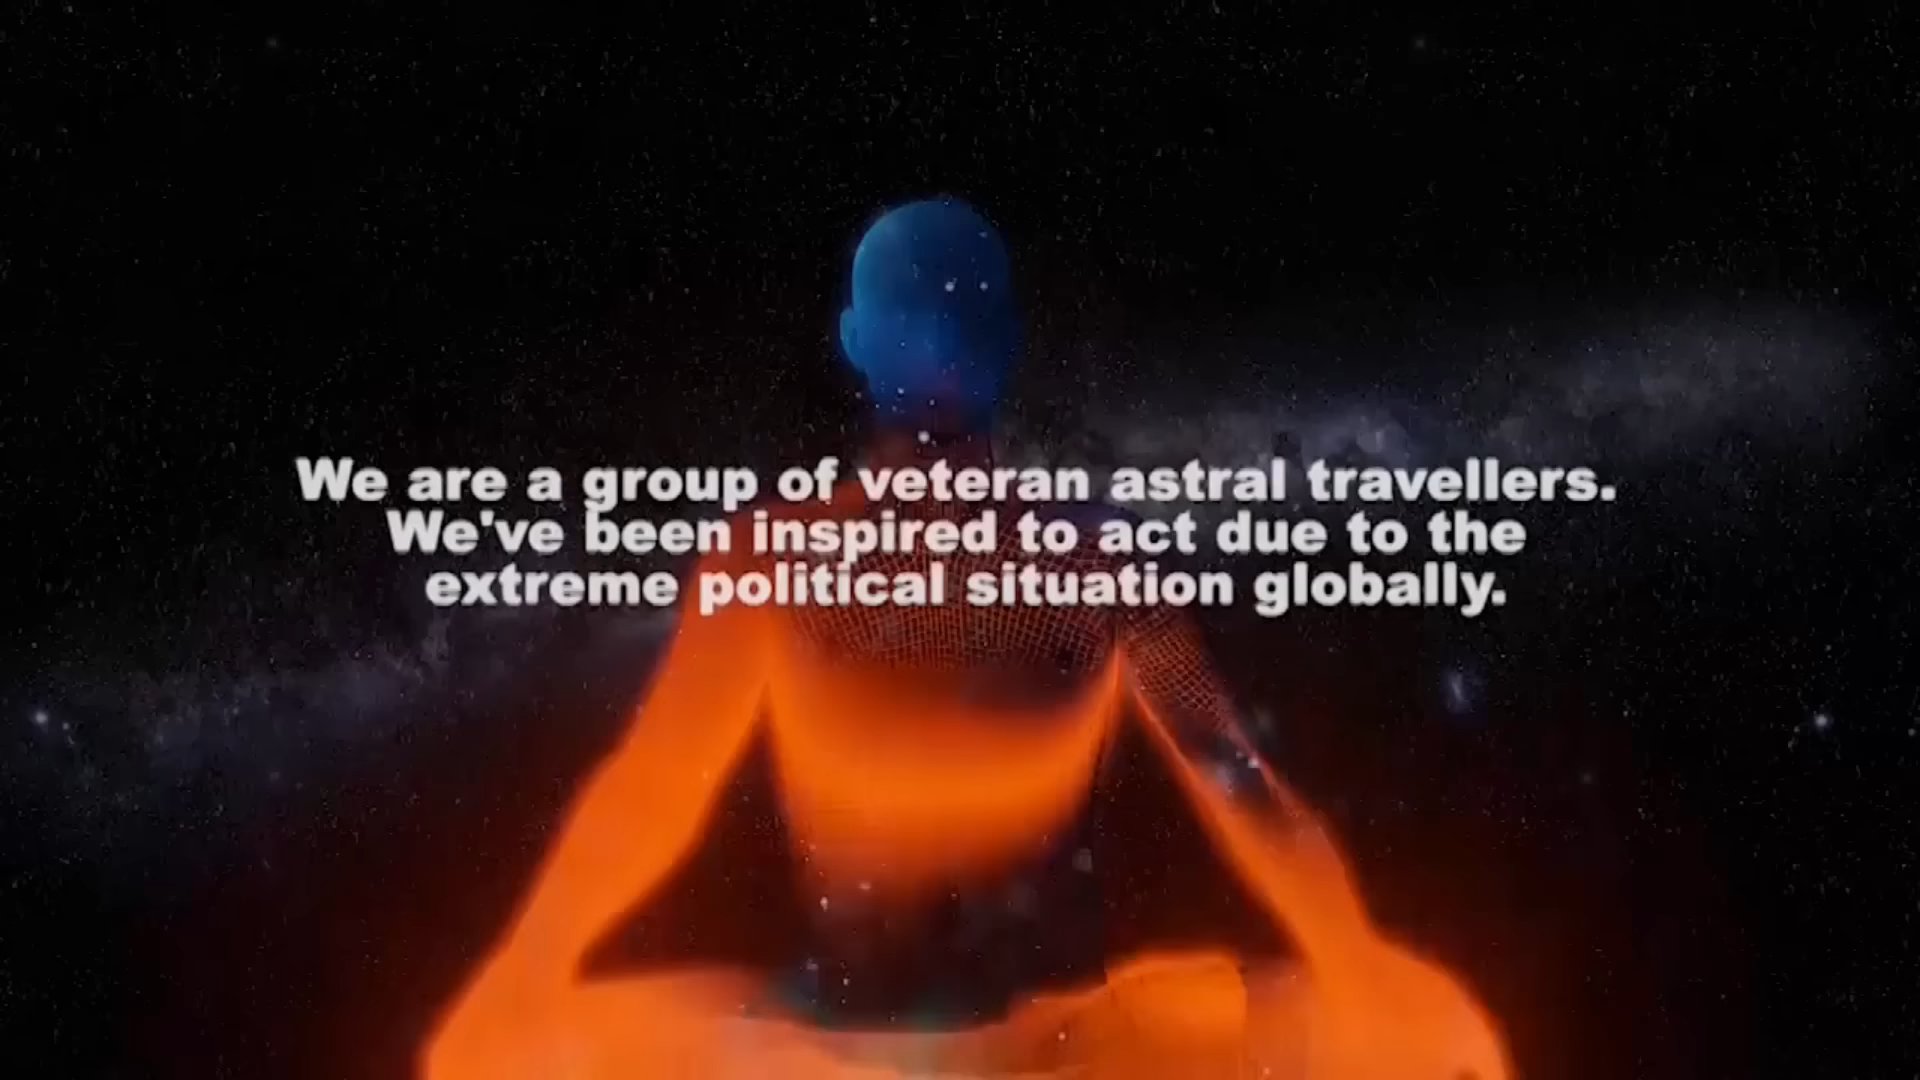 We are a group of veteran astral travellers.
We've been inspired to act due to the
extreme political situation globally.